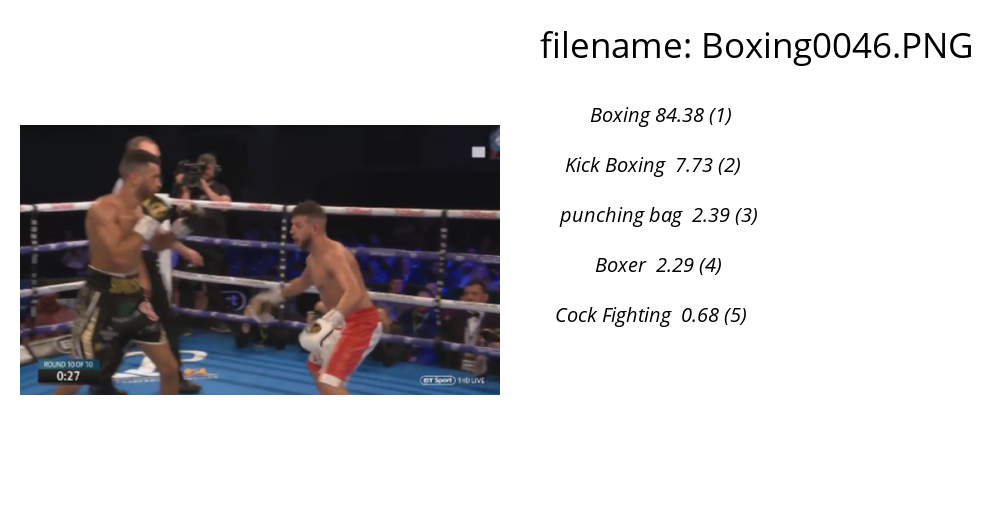 filename: Boxing0046.PNG
Boxing 84.38 (1)
Kick Boxing 7.73 (2)
punching bag 2.39 (3)
Boxer 2.29 (4)
Cock Fighting 0.68 (5)
ROUND 10 OF 10
0:27
BT Sport 1 HD LIVE